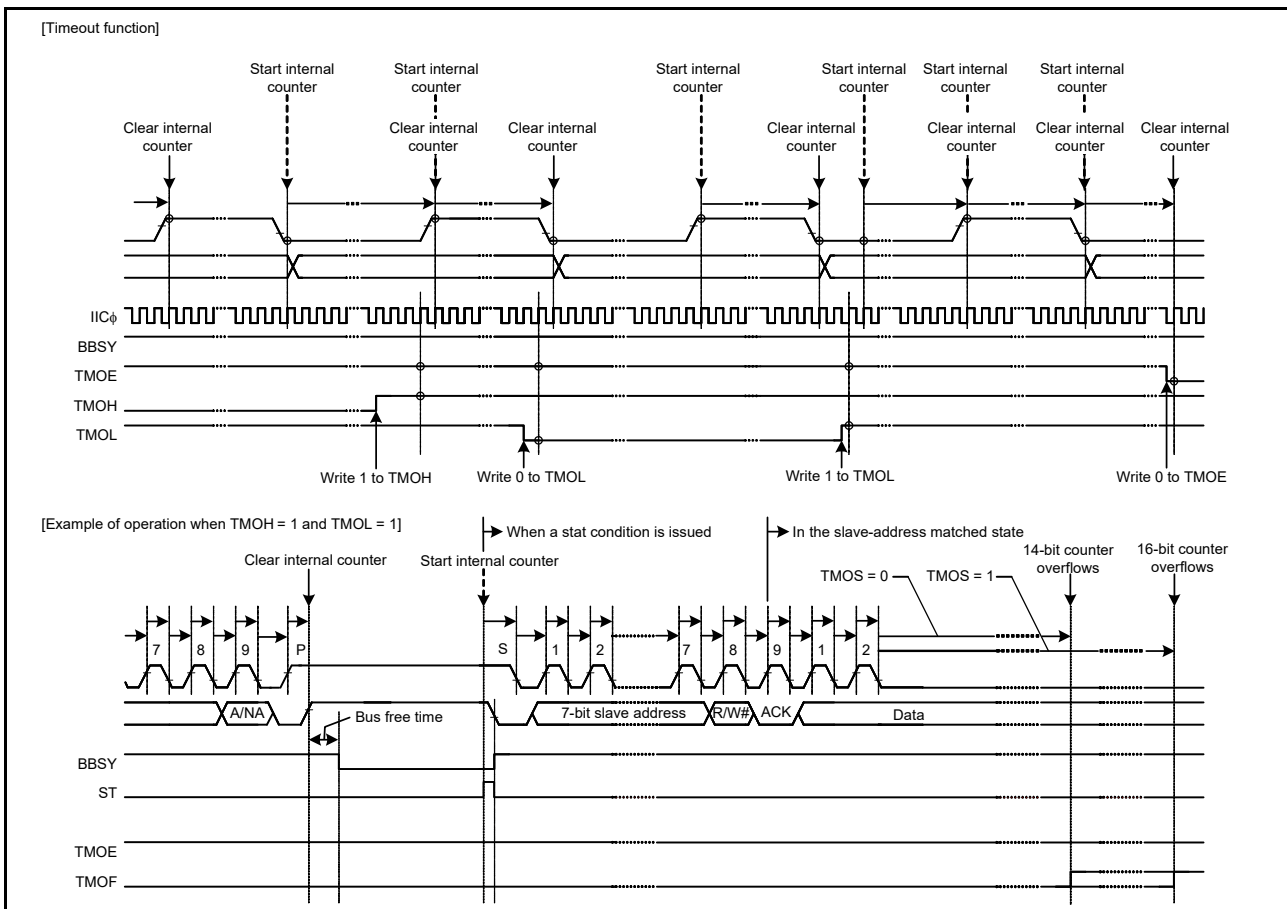 [Timeout function]
Start internal counter
Start internal counter
Start internal counter
Start internal counter
Start internal counter
Start internal counter
Clear internal counter
Clear internal counter
Clear internal counter
Clear internal counter
Clear internal counter
Clear internal counter
Clear internal counter
IICφ
BBSY
TMOE
TMOH
TMOL
Write 1 to TMOH
Write 0 to TMOL
Write 1 to TMOL
Write 0 to TMOE
[Example of operation when TMOH = 1 and TMOL = 1]
When a stat condition is issued
In the slave-address matched state
Clear internal counter
Start internal counter
14-bit counter overflows
16-bit counter overflows
TMOS = 0
TMOS = 1
7 8 9 P S 1 2 7 8 9 1 2
A/NA
7-bit slave address
R/W#
ACK
Data
Bus free time
BBSY
ST
TMOE
TMOF